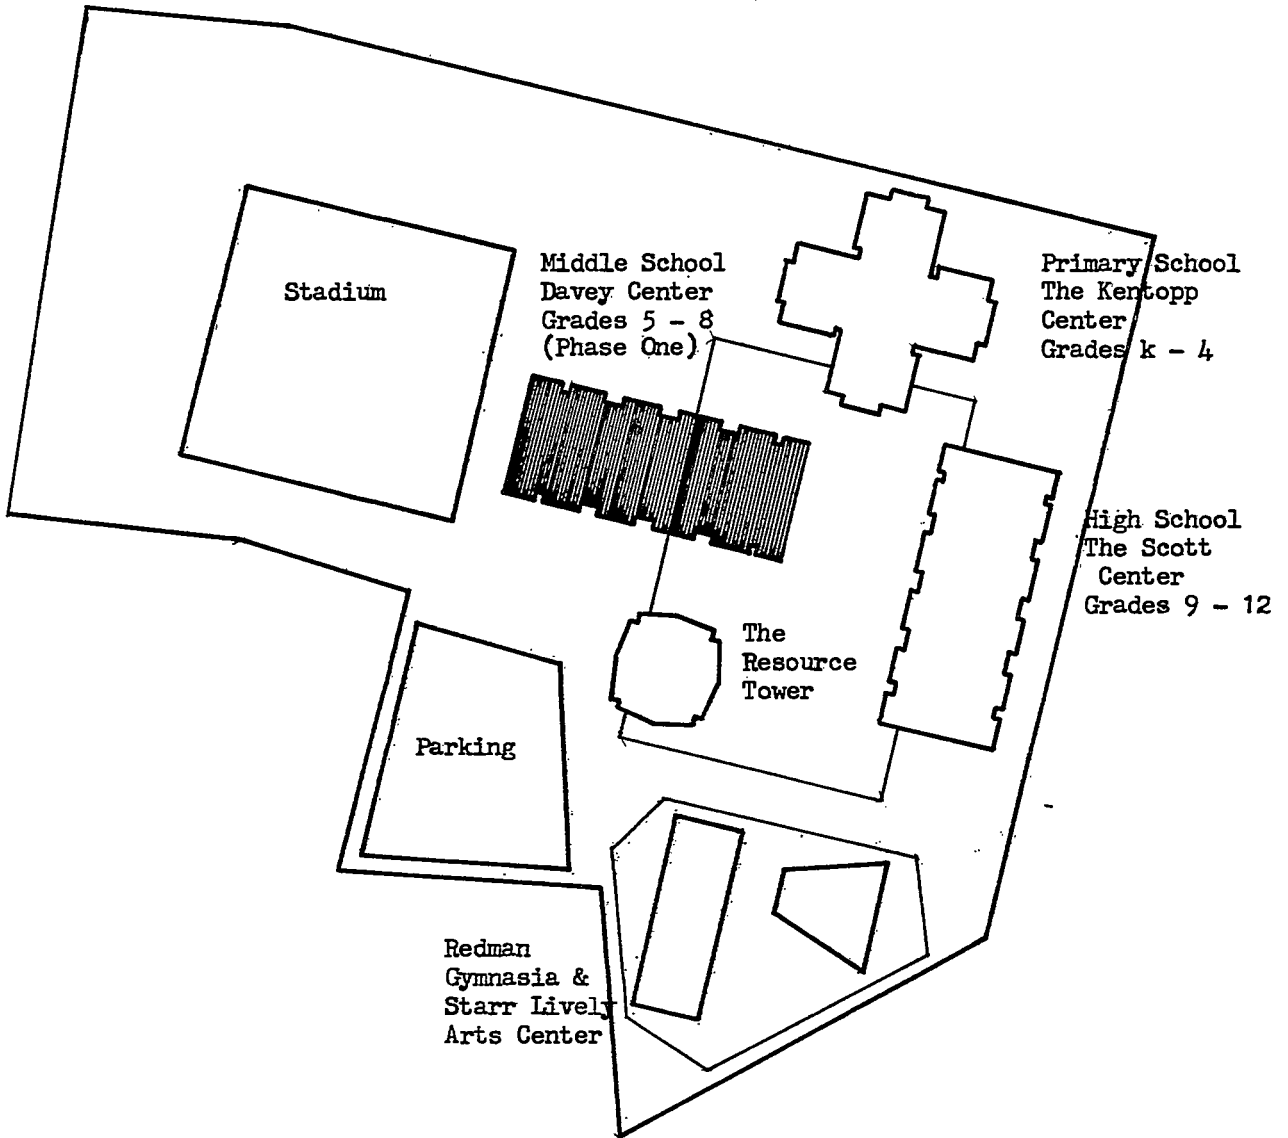 Stadium
Middle School
Davey Center
Grades 5 - 8
(Phase One)
Primary School
The Kentopp
Center
Grades k - 4
High School
The Scott
Center
Grades 9 - 12
The
Resource
Tower
Parking
Redman
Gymnasia &
Starr Lively
Arts Center